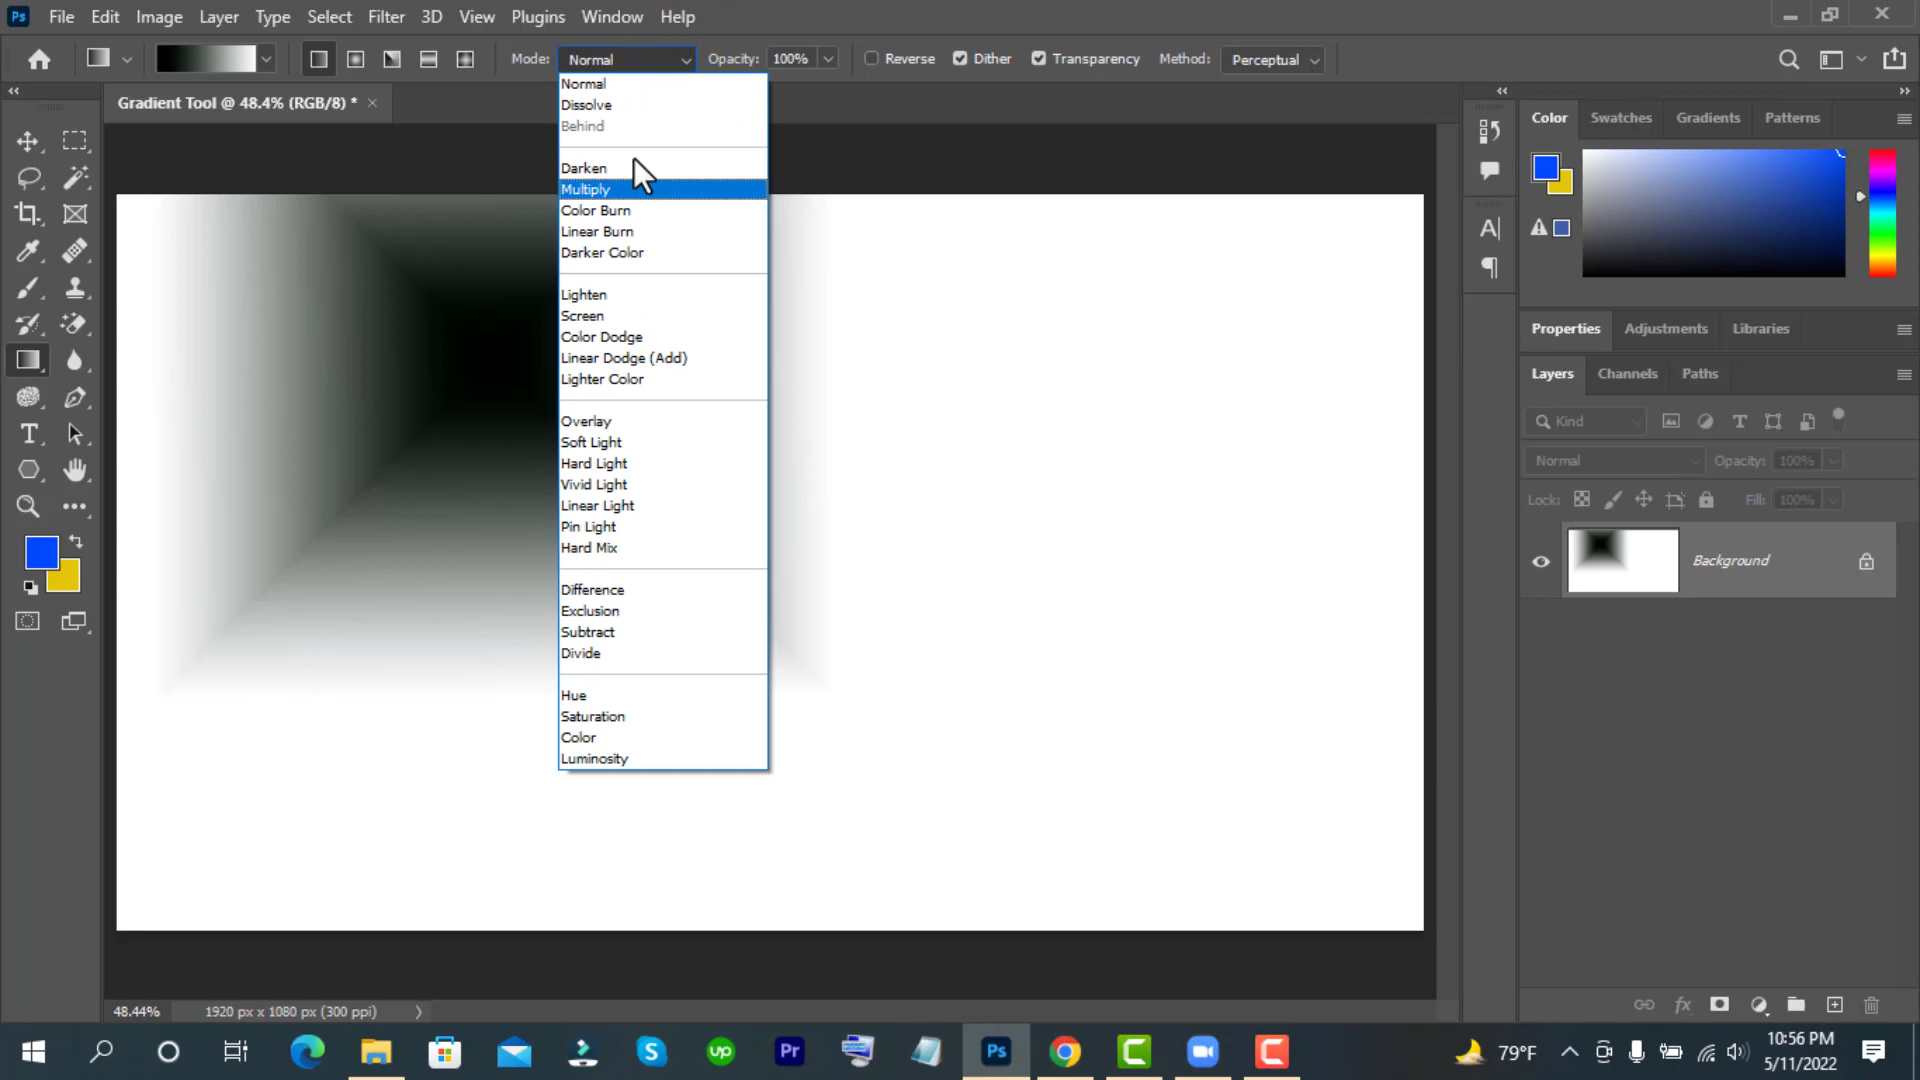 Ps File Edit Image Layer Type Select Filter 3D View Plugins Window Help
Mode: Normal Opacity: 100% Reverse Dither Transparency Method: Perceptual
Gradient Tool @ 48.4% (RGB/8) *
Normal
Dissolve
Behind
Darken
Multiply
Color Burn
Linear Burn
Darker Color
Lighten
Screen
Color Dodge
Linear Dodge (Add)
Lighter Color
Overlay
Soft Light
Hard Light
Vivid Light
Linear Light
Pin Light
Hard Mix
Difference
Exclusion
Subtract
Divide
Hue
Saturation
Color
Luminosity
Color Swatches Gradients Patterns
Properties Adjustments Libraries
Layers Channels Paths
Kind
Normal Opacity: 100%
Lock: Fill: 100%
Background
48.44% 1920 px x 1080 px (300 ppi)
up Pr Ps 79°F
10:56 PM
5/11/2022